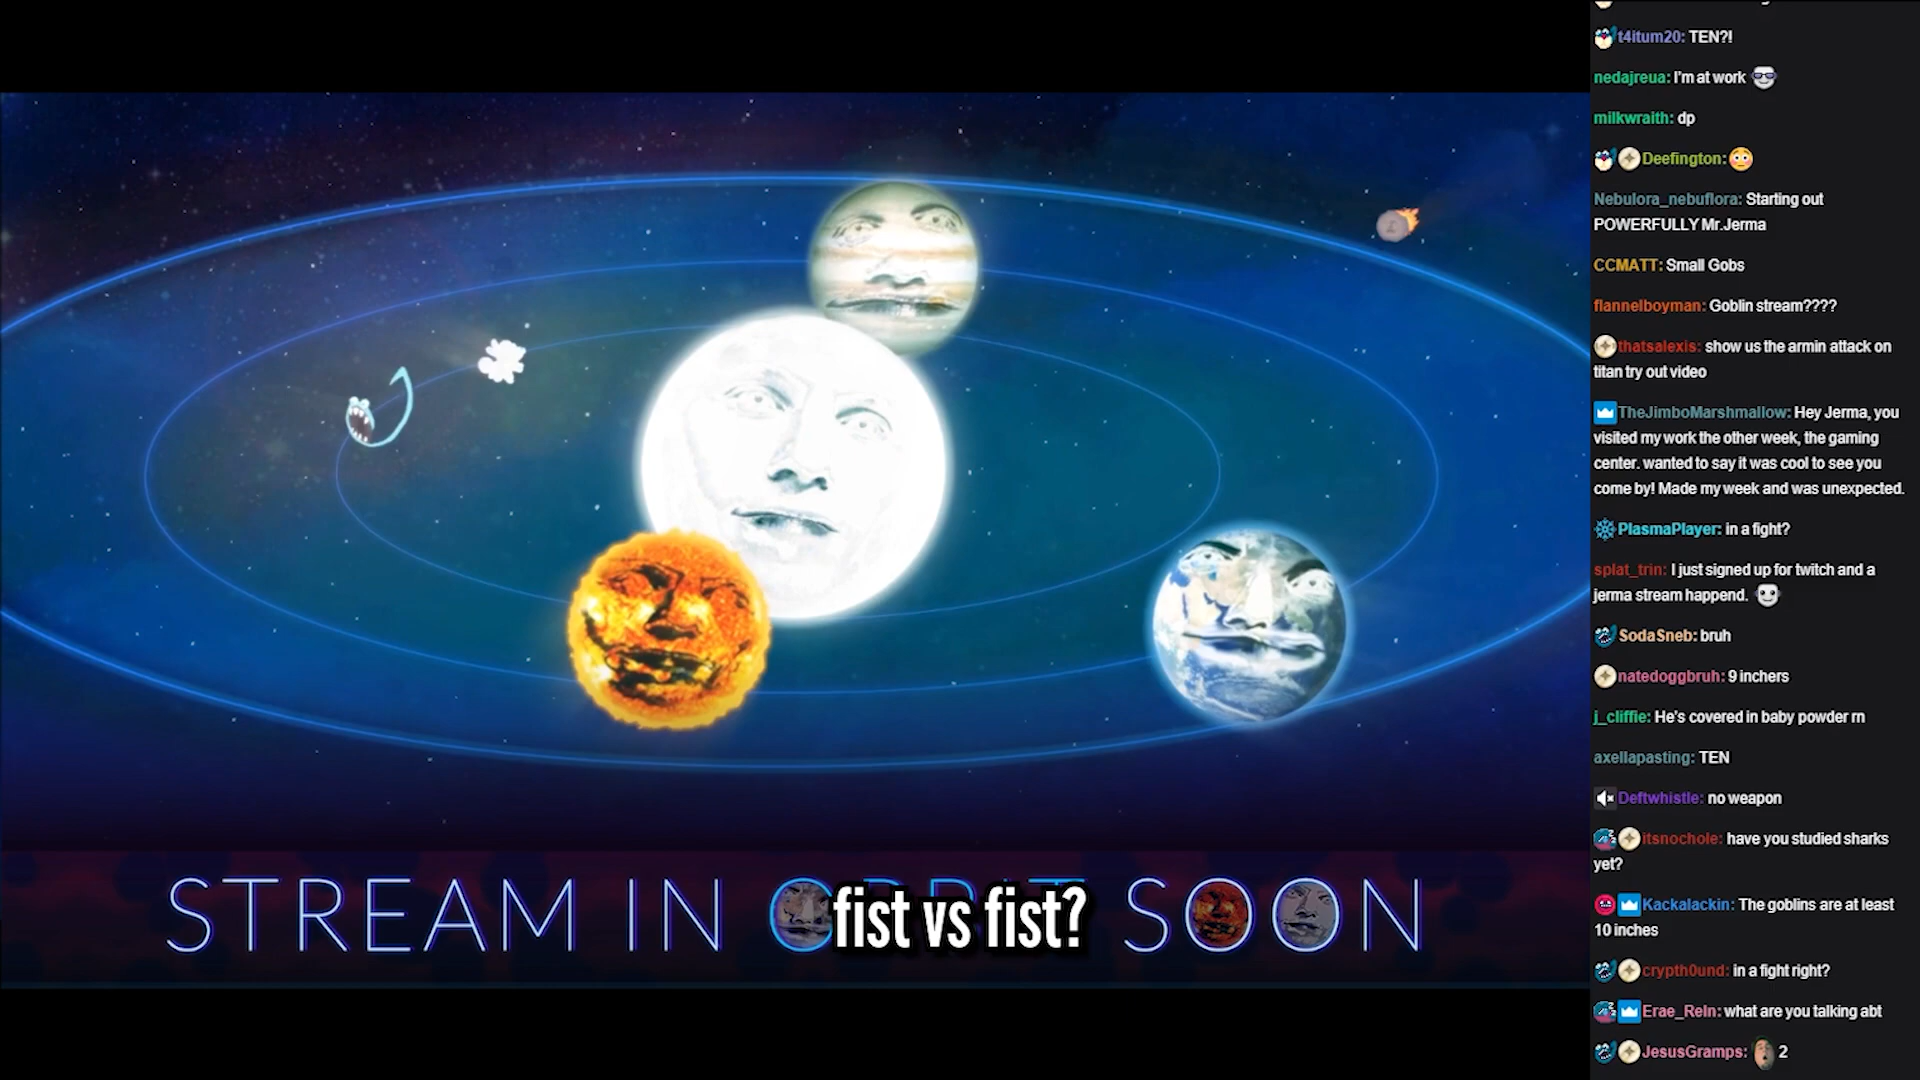 t4itum20: TEN?!
nedajreua: I'm at work
milkwraith: dp
Deefington:
Nebulora_nebuflora: Starting out
POWERFULLY Mr.Jerma
CCMATT: Small Gobs
flannelboyman: Goblin stream????
thatsalexis: show us the armin attack on
titan try out video
TheJimboMarshmallow: Hey Jerma, you
visited my work the other week, the gaming
center. wanted to say it was cool to see you
come by! Made my week and was unexpected.
PlasmaPlayer: in a fight?
splat_trin: I just signed up for twitch and a
jerma stream happend.
SodaSneb: bruh
natedoggbruh: 9 inchers
j_cliffie: He's covered in baby powder rn
axellapasting: TEN
Deftwhistle: no weapon
itsnochole: have you studied sharks
yet?
Kackalackin: The goblins are at least
10 inches
crypth0und: in a fight right?
Erae_Reln: what are you talking abt
JesusGramps: 2
STREAM IN ORBIT SOON
fist vs fist?